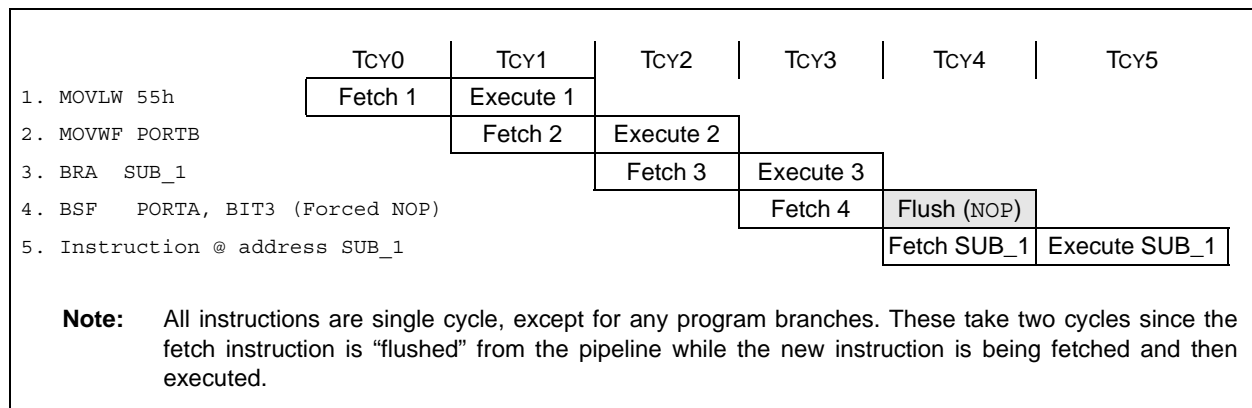 TCY0 TCY1 TCY2 TCY3 TCY4 TCY5
1. MOVLW 55h Fetch 1 Execute 1
2. MOVWF PORTB Fetch 2 Execute 2
3. BRA SUB_1 Fetch 3 Execute 3
4. BSF PORTA, BIT3 (Forced NOP) Fetch 4 Flush (NOP)
5. Instruction @ address SUB_1 Fetch SUB_1 Execute SUB_1
Note: All instructions are single cycle, except for any program branches. These take two cycles since the
fetch instruction is “flushed” from the pipeline while the new instruction is being fetched and then
executed.